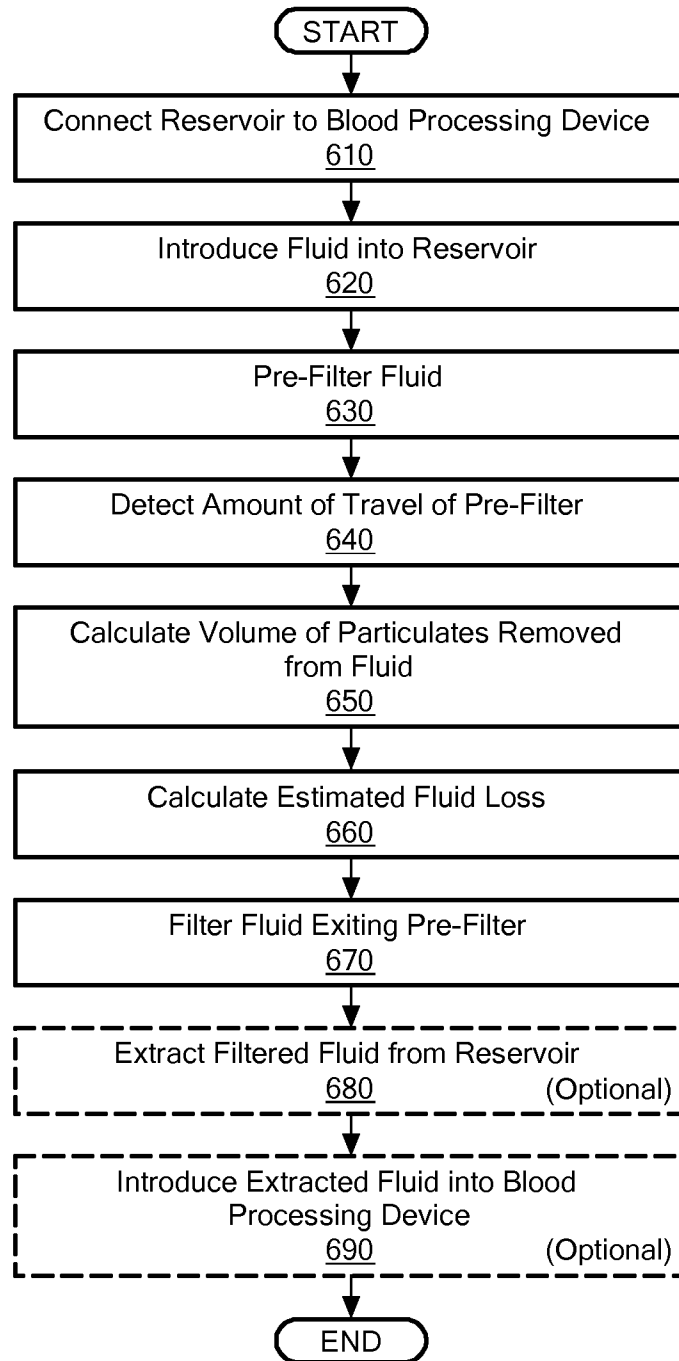 START
Connect Reservoir to Blood Processing Device
610
Introduce Fluid into Reservoir
620
Pre-Filter Fluid
630
Detect Amount of Travel of Pre-Filter
640
Calculate Volume of Particulates Removed
from Fluid
650
Calculate Estimated Fluid Loss
660
Filter Fluid Exiting Pre-Filter
670
Extract Filtered Fluid from Reservoir
680 (Optional)
Introduce Extracted Fluid into Blood
Processing Device
690 (Optional)
END